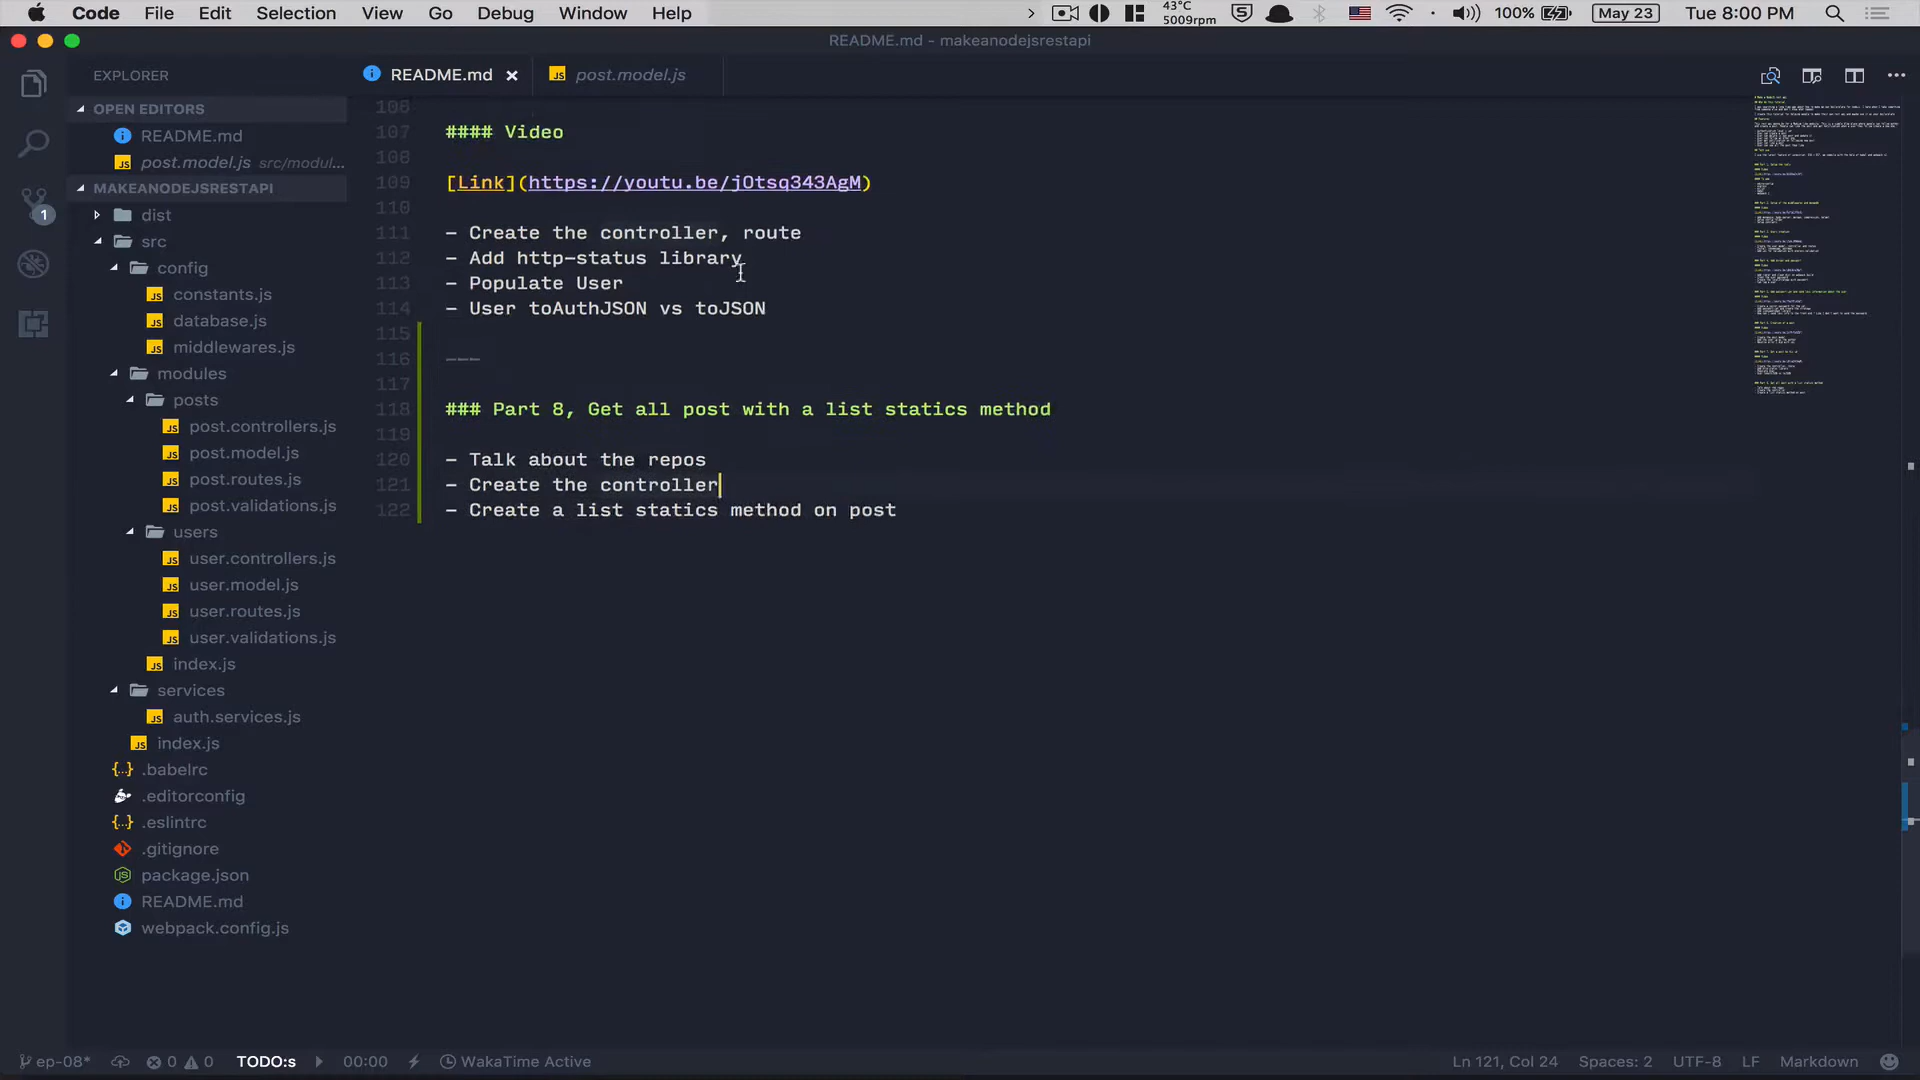 Code File Edit Selection View Go Debug Window Help 43°C 5009rpm 100% May 23 Tue 8:00 PM
README.md - makeanodejsrestapi
EXPLORER
README.md
post.model.js
OPEN EDITORS
README.md
post.model.js src/modul...
MAKEANODEJSRESTAPI
dist
src
config
constants.js
database.js
middlewares.js
modules
posts
post.controllers.js
post.model.js
post.routes.js
post.validations.js
users
user.controllers.js
user.model.js
user.routes.js
user.validations.js
index.js
services
auth.services.js
index.js
.babelrc
.editorconfig
.eslintrc
.gitignore
package.json
README.md
webpack.config.js
106
107 #### Video
108
109 [Link](https://youtu.be/jOtsq343AgM)
110
111 - Create the controller, route
112 - Add http-status library
113 - Populate User
114 - User toAuthJSON vs toJSON
115
116 ---
117
118 ### Part 8, Get all post with a list statics method
119
120 - Talk about the repos
121 - Create the controller
122 - Create a list statics method on post
1
ep-08* 0 0 TODO:s 00:00 WakaTime Active Ln 121, Col 24 Spaces: 2 UTF-8 LF Markdown